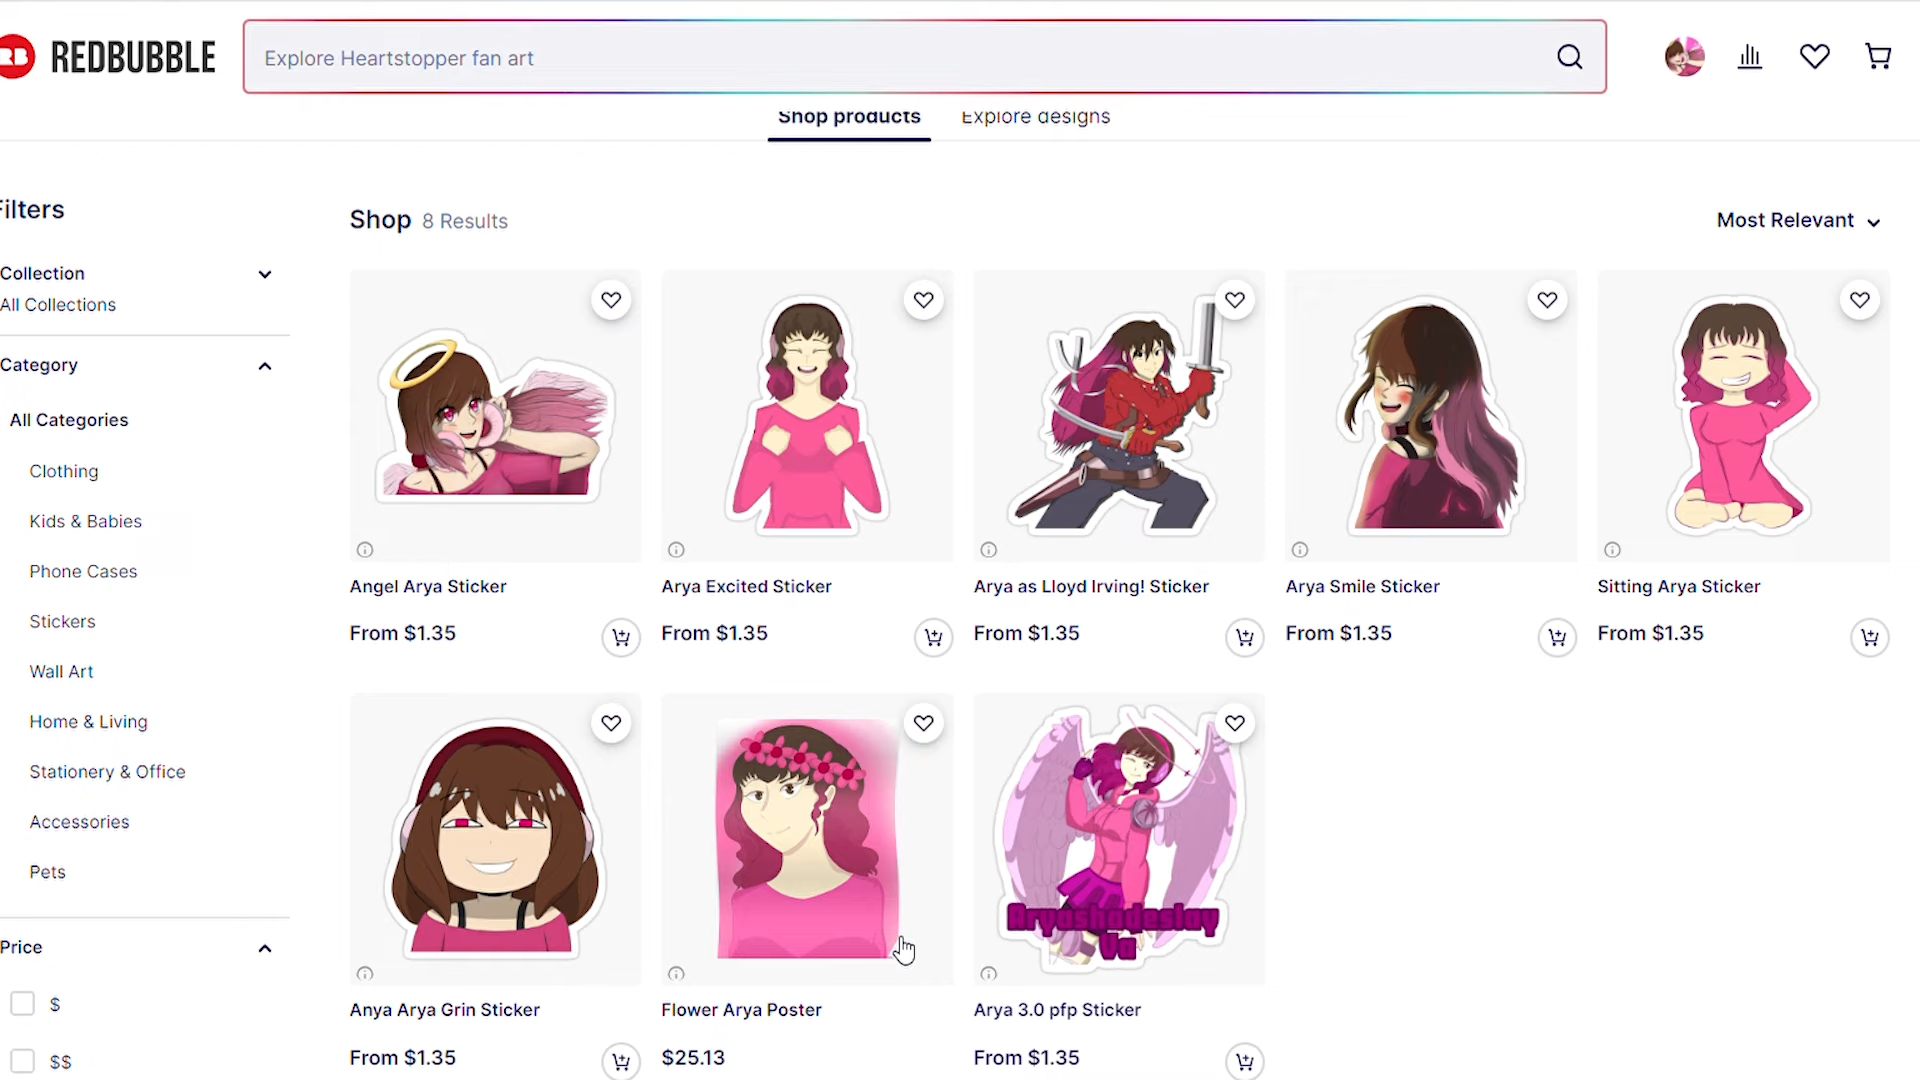 RB REDBUBBLE
Explore Heartstopper fan art
Shop products
Explore designs
Filters
Shop 8 Results
Most Relevant
Collection
All Collections
Category
All Categories
Clothing
Kids & Babies
Phone Cases
Stickers
Wall Art
Home & Living
Stationery & Office
Accessories
Pets
Price
$
$$
Angel Arya Sticker
From $1.35
Arya Excited Sticker
From $1.35
Arya as Lloyd Irving! Sticker
From $1.35
Arya Smile Sticker
From $1.35
Sitting Arya Sticker
From $1.35
Anya Arya Grin Sticker
From $1.35
Flower Arya Poster
$25.13
Aryashadeslay
Va
Arya 3.0 pfp Sticker
From $1.35